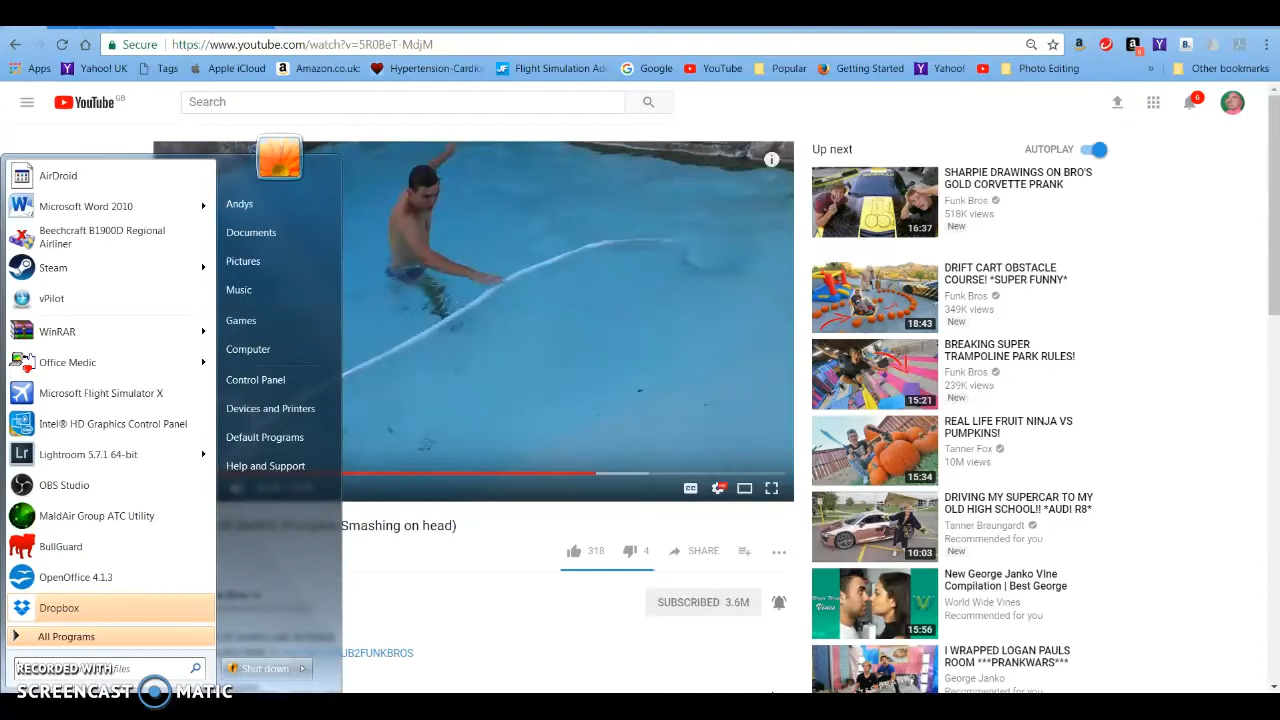 Secure https://www.youtube.com/watch?v=5R0BeT-MdjM
Apps Yahoo! UK Tags Apple iCloud Amazon.co.uk: Hypertension-Cardio Flight Simulation Ad Google YouTube Popular Getting Started Yahoo! Photo Editing » Other bookmarks
YouTube GB
Search
6
Up next AUTOPLAY
SHARPIE DRAWINGS ON BRO'S
GOLD CORVETTE PRANK
Funk Bros
518K views
New
16:37
DRIFT CART OBSTACLE
COURSE! *SUPER FUNNY*
Funk Bros
349K views
New
18:43
BREAKING SUPER
TRAMPOLINE PARK RULES!
Funk Bros
239K views
New
15:21
REAL LIFE FRUIT NINJA VS
PUMPKINS!
Tanner Fox
10M views
15:34
DRIVING MY SUPERCAR TO MY
OLD HIGH SCHOOL!! *AUDI R8*
Tanner Braungardt
Recommended for you
New
10:03
New George Janko VIne
Compilation | Best George
World Wide Vines
Recommended for you
15:56
I WRAPPED LOGAN PAULS
ROOM ***PRANKWARS***
George Janko
Recommended for you
AirDroid
Microsoft Word 2010
Beechcraft B1900D Regional
Airliner
Steam
vPilot
WinRAR
Office Medic
Microsoft Flight Simulator X
Intel® HD Graphics Control Panel
Lightroom 5.7.1 64-bit
OBS Studio
MaldAir Group ATC Utility
BullGuard
OpenOffice 4.1.3
Dropbox
All Programs
files
Andys
Documents
Pictures
Music
Games
Computer
Control Panel
Devices and Printers
Default Programs
Help and Support
Shut down
CC
HD
Smashing on head)
318 4 SHARE
SUBSCRIBED 3.6M
UB2FUNKBROS
RECORDED WITH
SCREENCAST MATIC